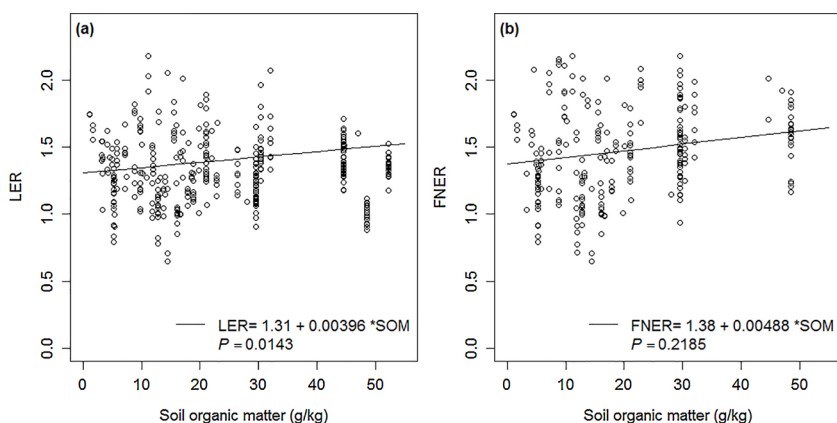 (a)
LER
2.0
1.5
1.0
0.5
0.0
LER= 1.31 + 0.00396 *SOM
P = 0.0143
0 10 20 30 40 50
Soil organic matter (g/kg)
(b)
FNER
2.0
1.5
1.0
0.5
0.0
FNER= 1.38 + 0.00488 *SOM
P = 0.2185
0 10 20 30 40 50
Soil organic matter (g/kg)